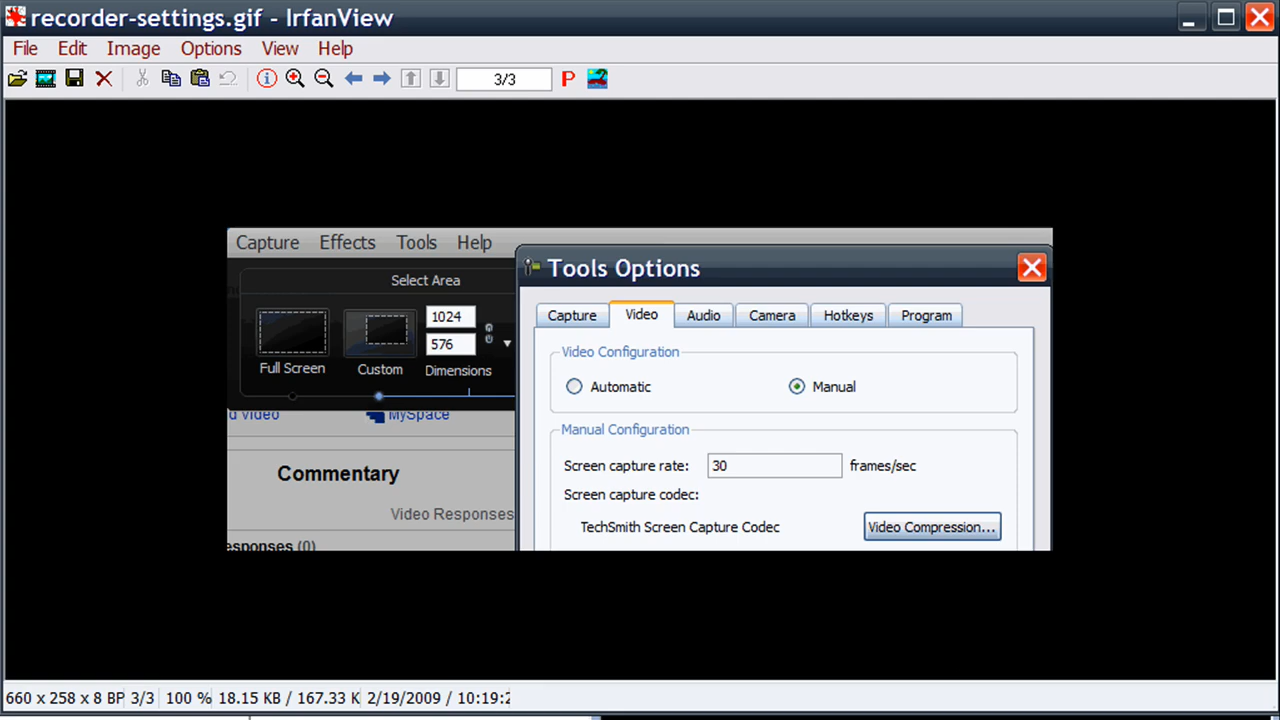 recorder-settings.gif - IrfanView
File Edit Image Options View Help
3/3 P
Capture Effects Tools Help
Select Area
1024
576
Full Screen Custom Dimensions
Tools Options
Capture Video Audio Camera Hotkeys Program
Video Configuration
Automatic Manual
Manual Configuration
Screen capture rate: 30 frames/sec
Screen capture codec:
TechSmith Screen Capture Codec Video Compression...
d video MySpace
Commentary
Video Responses
esponses (0)
660 x 258 x 8 BP 3/3 100 % 18.15 KB / 167.33 K 2/19/2009 / 10:19:2